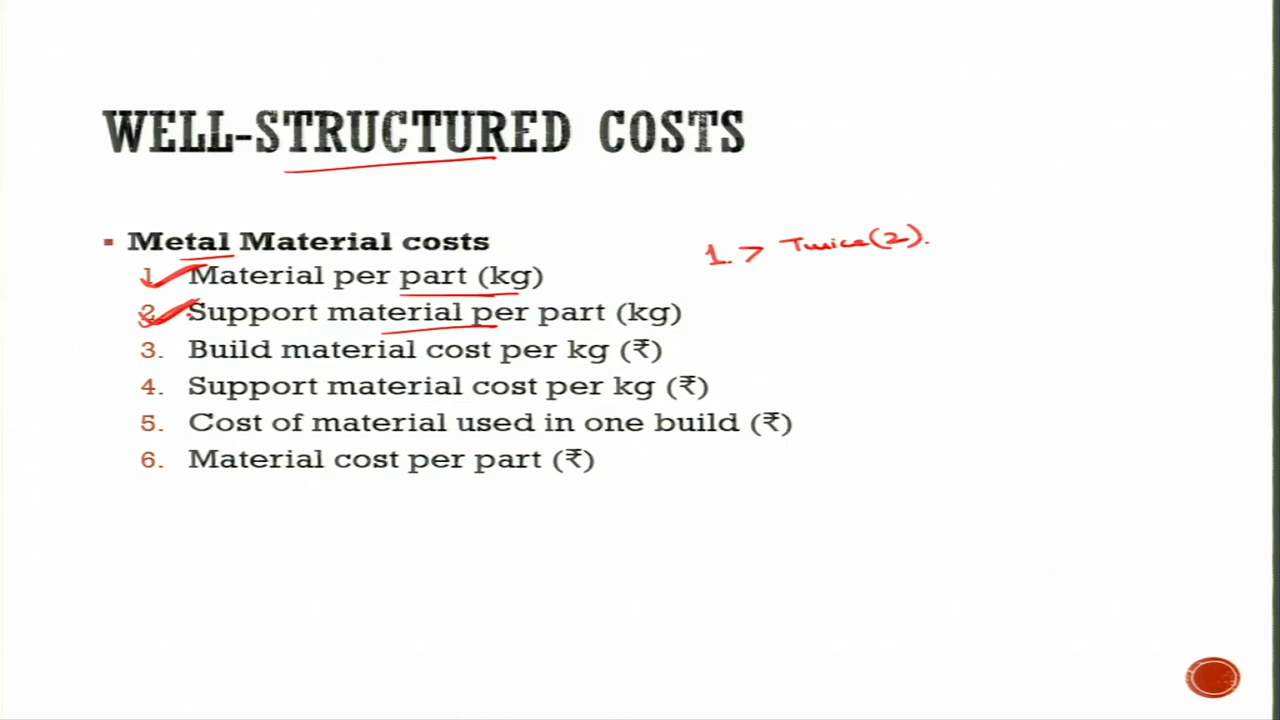 WELL-STRUCTURED COSTS
▪ Metal Material costs
1. > Twice(2).
1. Material per part (kg)
2. Support material per part (kg)
3. Build material cost per kg (₹)
4. Support material cost per kg (₹)
5. Cost of material used in one build (₹)
6. Material cost per part (₹)